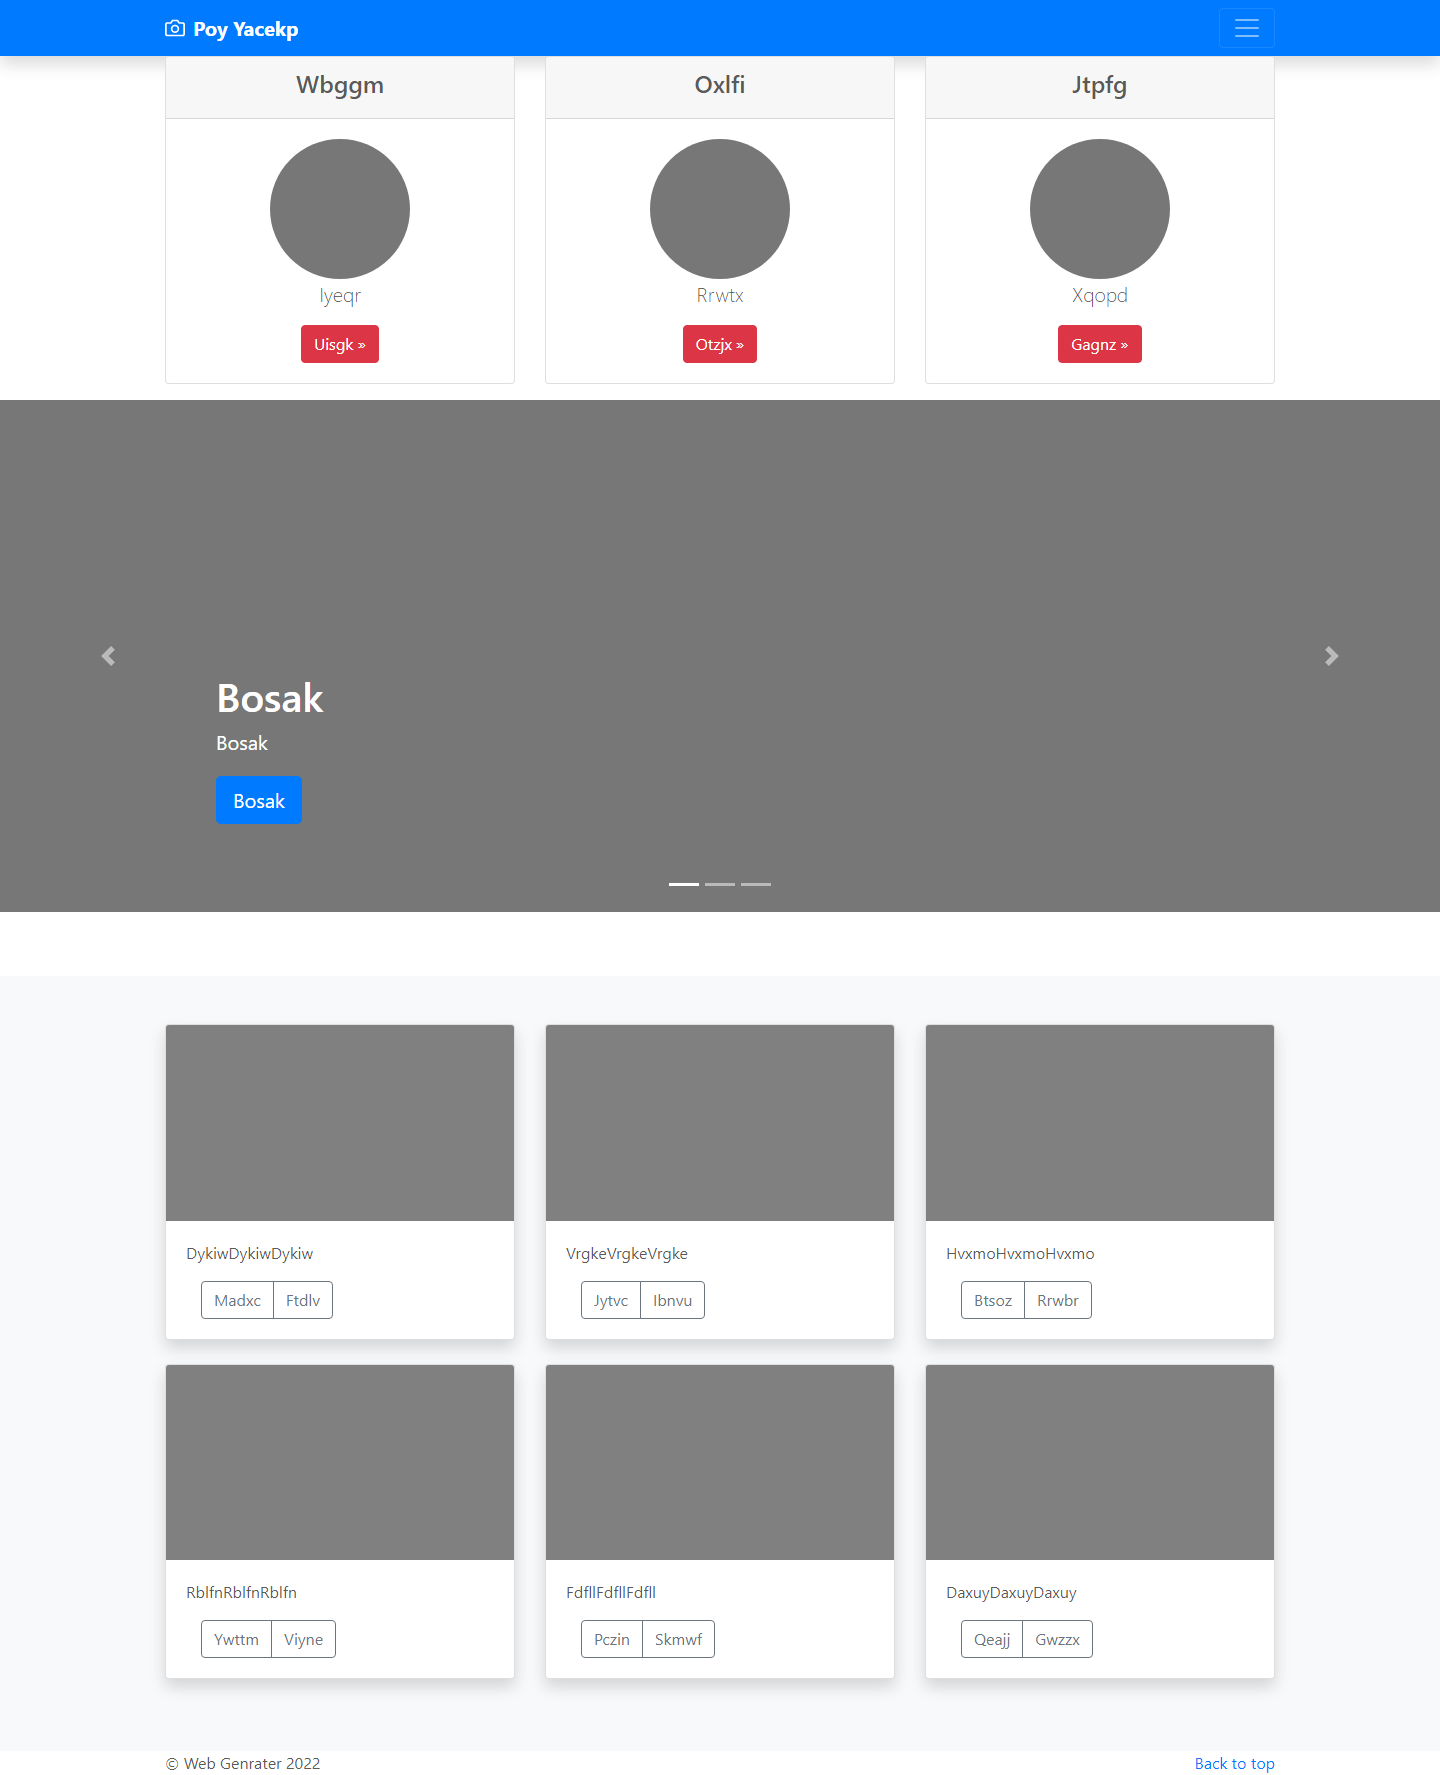 Poy Yacekp
Wbggm
Oxlfi
Jtpfg
Iyeqr
Rrwtx
Xqopd
Uisgk »
Otzjx »
Gagnz »
Bosak
Bosak
Bosak
DykiwDykiwDykiw
VrgkeVrgkeVrgke
HvxmoHvxmoHvxmo
Madxc Ftdlv
Jytvc Ibnvu
Btsoz Rrwbr
RblfnRblfnRblfn
FdfllFdfllFdfll
DaxuyDaxuyDaxuy
Ywttm Viyne
Pczin Skmwf
Qeajj Gwzzx
© Web Genrater 2022
Back to top